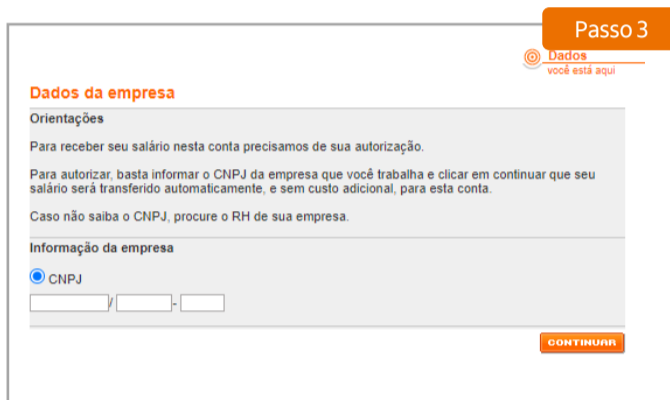 Passo 3
Dados
você está aqui
Dados da empresa
Orientações
Para receber seu salário nesta conta precisamos de sua autorização.
Para autorizar, basta informar o CNPJ da empresa que você trabalha e clicar em continuar que seu
salário será transferido automaticamente, e sem custo adicional, para esta conta.
Caso não saiba o CNPJ, procure o RH de sua empresa.
Informação da empresa
CNPJ
/ -
CONTINUAR